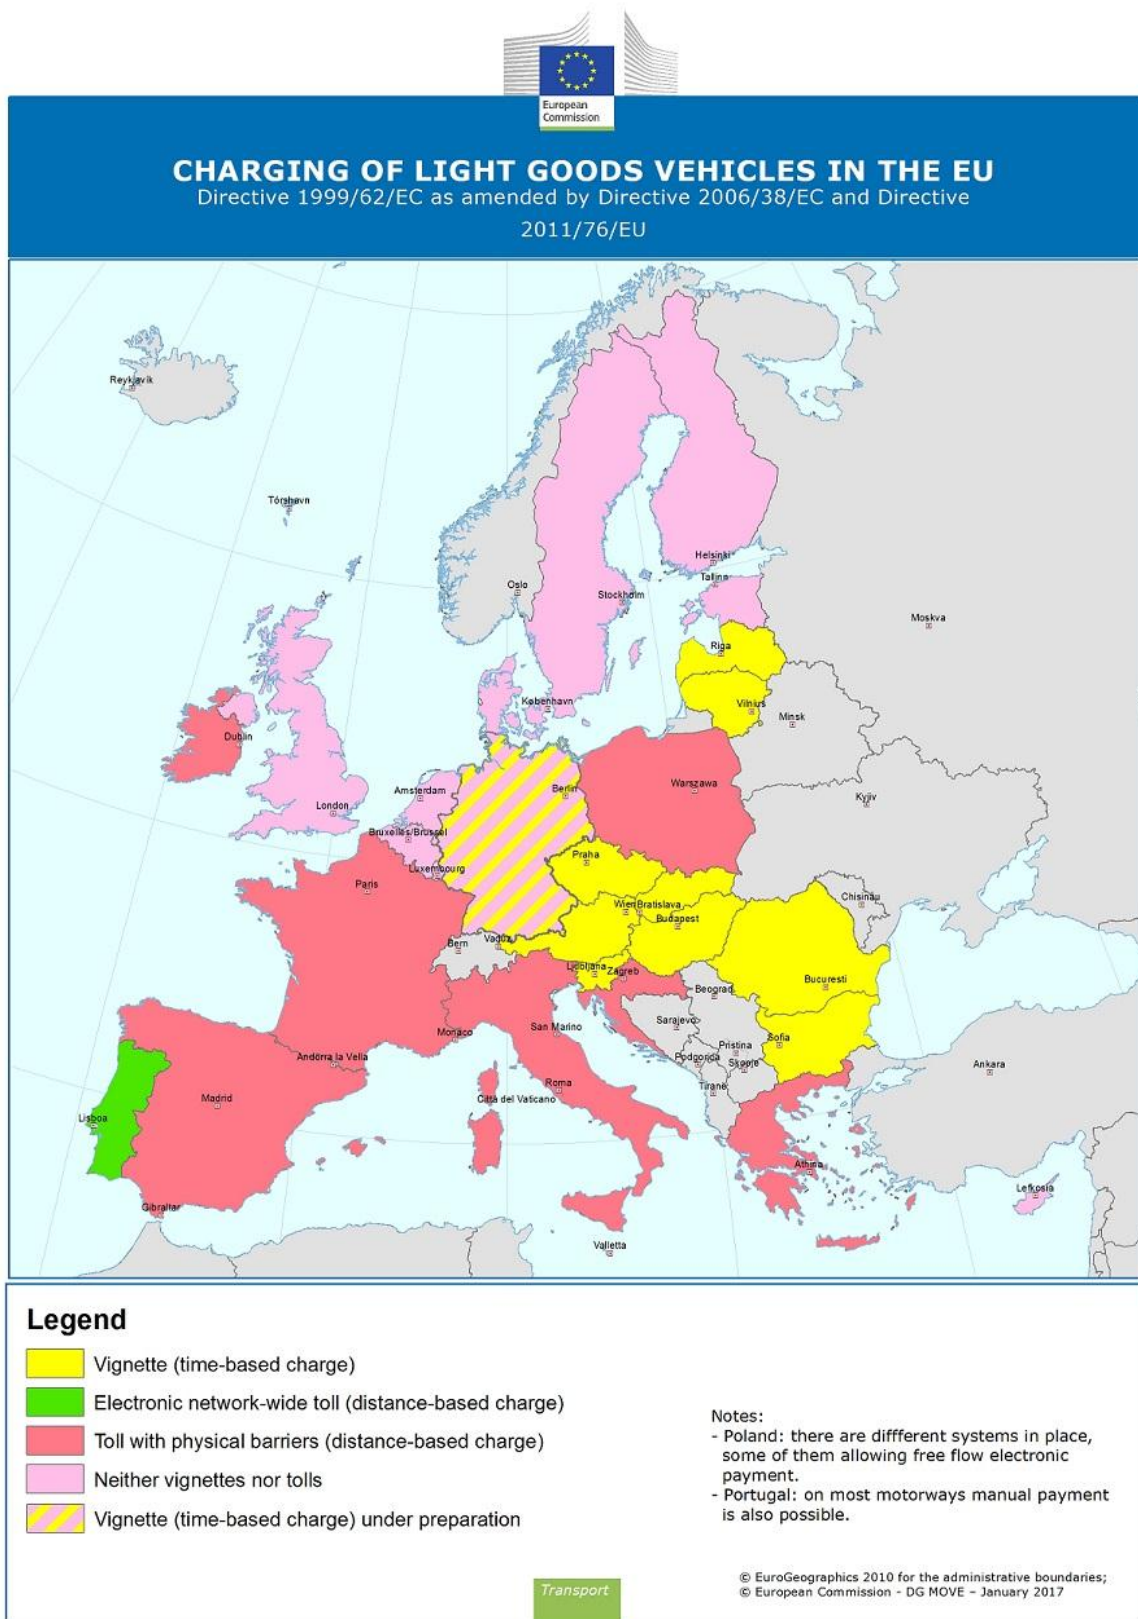 European
Commission
CHARGING OF LIGHT GOODS VEHICLES IN THE EU
Directive 1999/62/EC as amended by Directive 2006/38/EC and Directive
2011/76/EU
Reykjavik
Tórshavn
Oslo
Helsinki
Tallinn
Stockholm
Moskva
Riga
København
Vilnius
Minsk
Dublin
Warszawa
Berlin
Amsterdam
Kyiv
London
Bruxelles/Brussel
Praha
Luxembourg
Paris
Chisinau
Wien
Bratislava
Budapest
Bern
Vaduz
Ljubljana
Zagreb
Bucuresti
Beograd
Sarajevo
San Marino
Monaco
Sofia
Pristina
Podgorica
Skopje
Andorra la Vella
Ankara
Tirane
Roma
Madrid
Città del Vaticano
Lisboa
Athina
Lefkosia
Gibraltar
Valletta
Legend
Vignette (time-based charge)
Electronic network-wide toll (distance-based charge)
Toll with physical barriers (distance-based charge)
Neither vignettes nor tolls
Vignette (time-based charge) under preparation
Notes:
- Poland: there are diffferent systems in place,
some of them allowing free flow electronic
payment.
- Portugal: on most motorways manual payment
is also possible.
Transport
© EuroGeographics 2010 for the administrative boundaries;
© European Commission - DG MOVE – January 2017